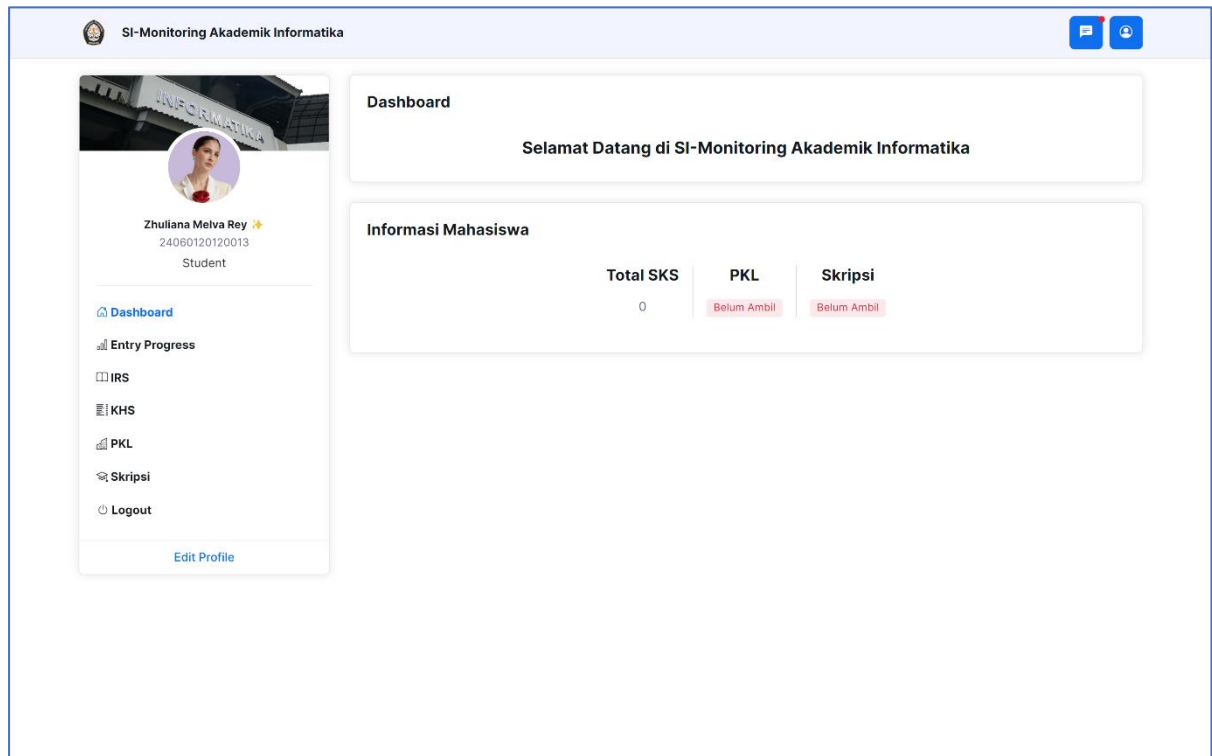 SI-Monitoring Akademik Informatika
INFORMATIKA
Zhuliana Melva Rey ✨
24060120120013
Student
Dashboard
Entry Progress
IRS
KHS
PKL
Skripsi
Logout
Edit Profile
Dashboard
Selamat Datang di SI-Monitoring Akademik Informatika
Informasi Mahasiswa
Total SKS PKL Skripsi
0 Belum Ambil Belum Ambil